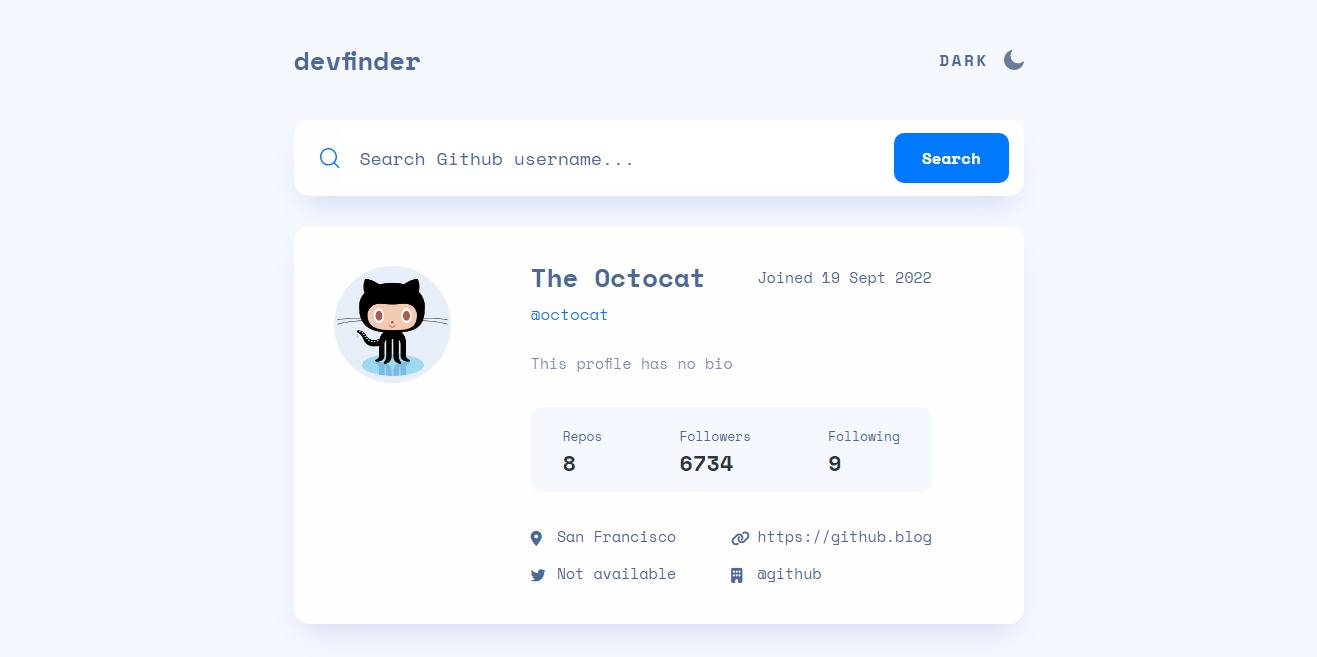 devfinder
DARK
Search Github username...
Search
The Octocat
Joined 19 Sept 2022
@octocat
This profile has no bio
Repos Followers Following
8 6734 9
San Francisco https://github.blog
Not available @github